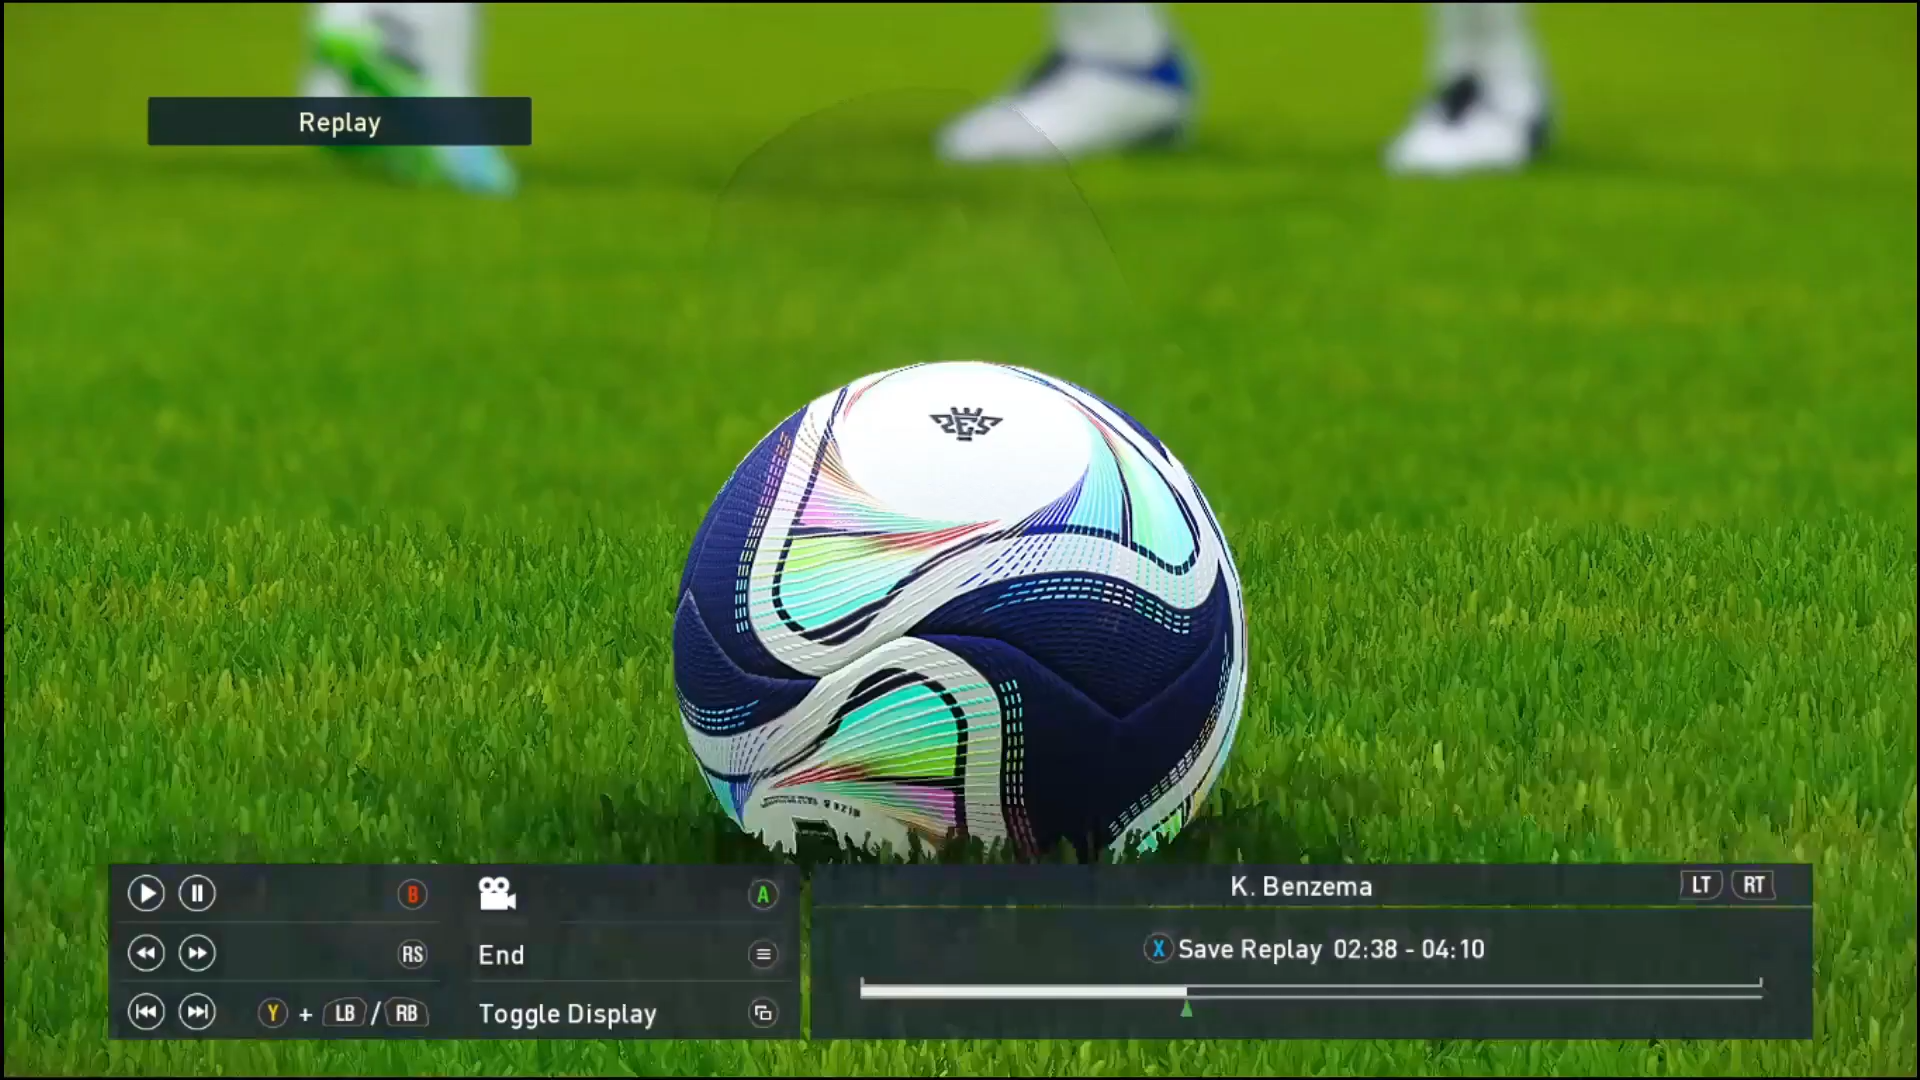 Replay
PES
B
A
K. Benzema
LT RT
RS
End
X Save Replay 02:38 - 04:10
Y + LB / RB
Toggle Display